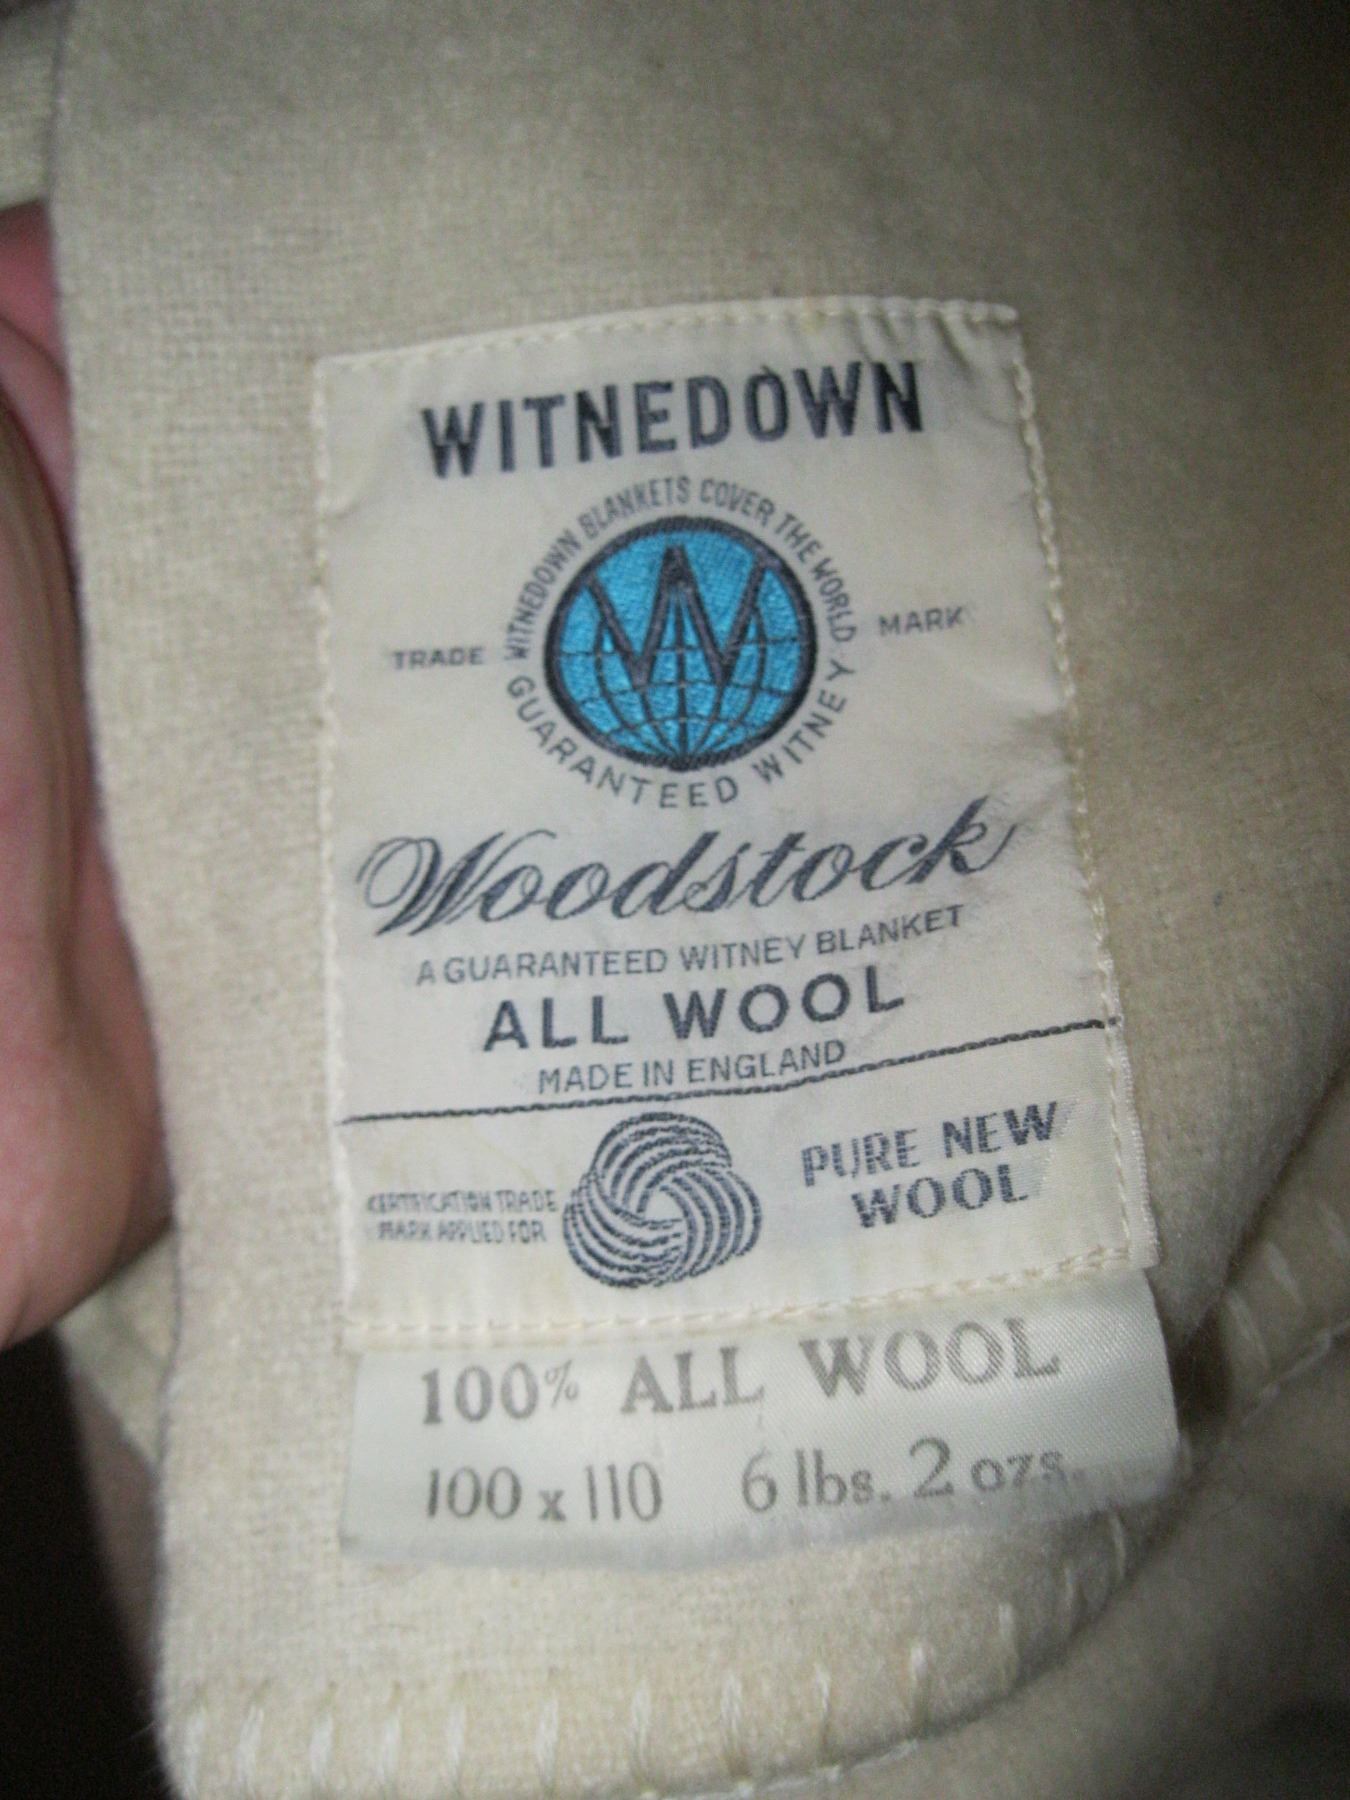 WITNEDOWN
WITNEDOWN BLANKETS COVER THE WORLD
TRADE MARK
W
GUARANTEED WITNEY
Woodstock
A GUARANTEED WITNEY BLANKET
ALL WOOL
MADE IN ENGLAND
CERTIFICATION TRADE
MARK APPLIED FOR
PURE NEW
WOOL
100% ALL WOOL
100 x 110 6 lbs. 2 ozs.